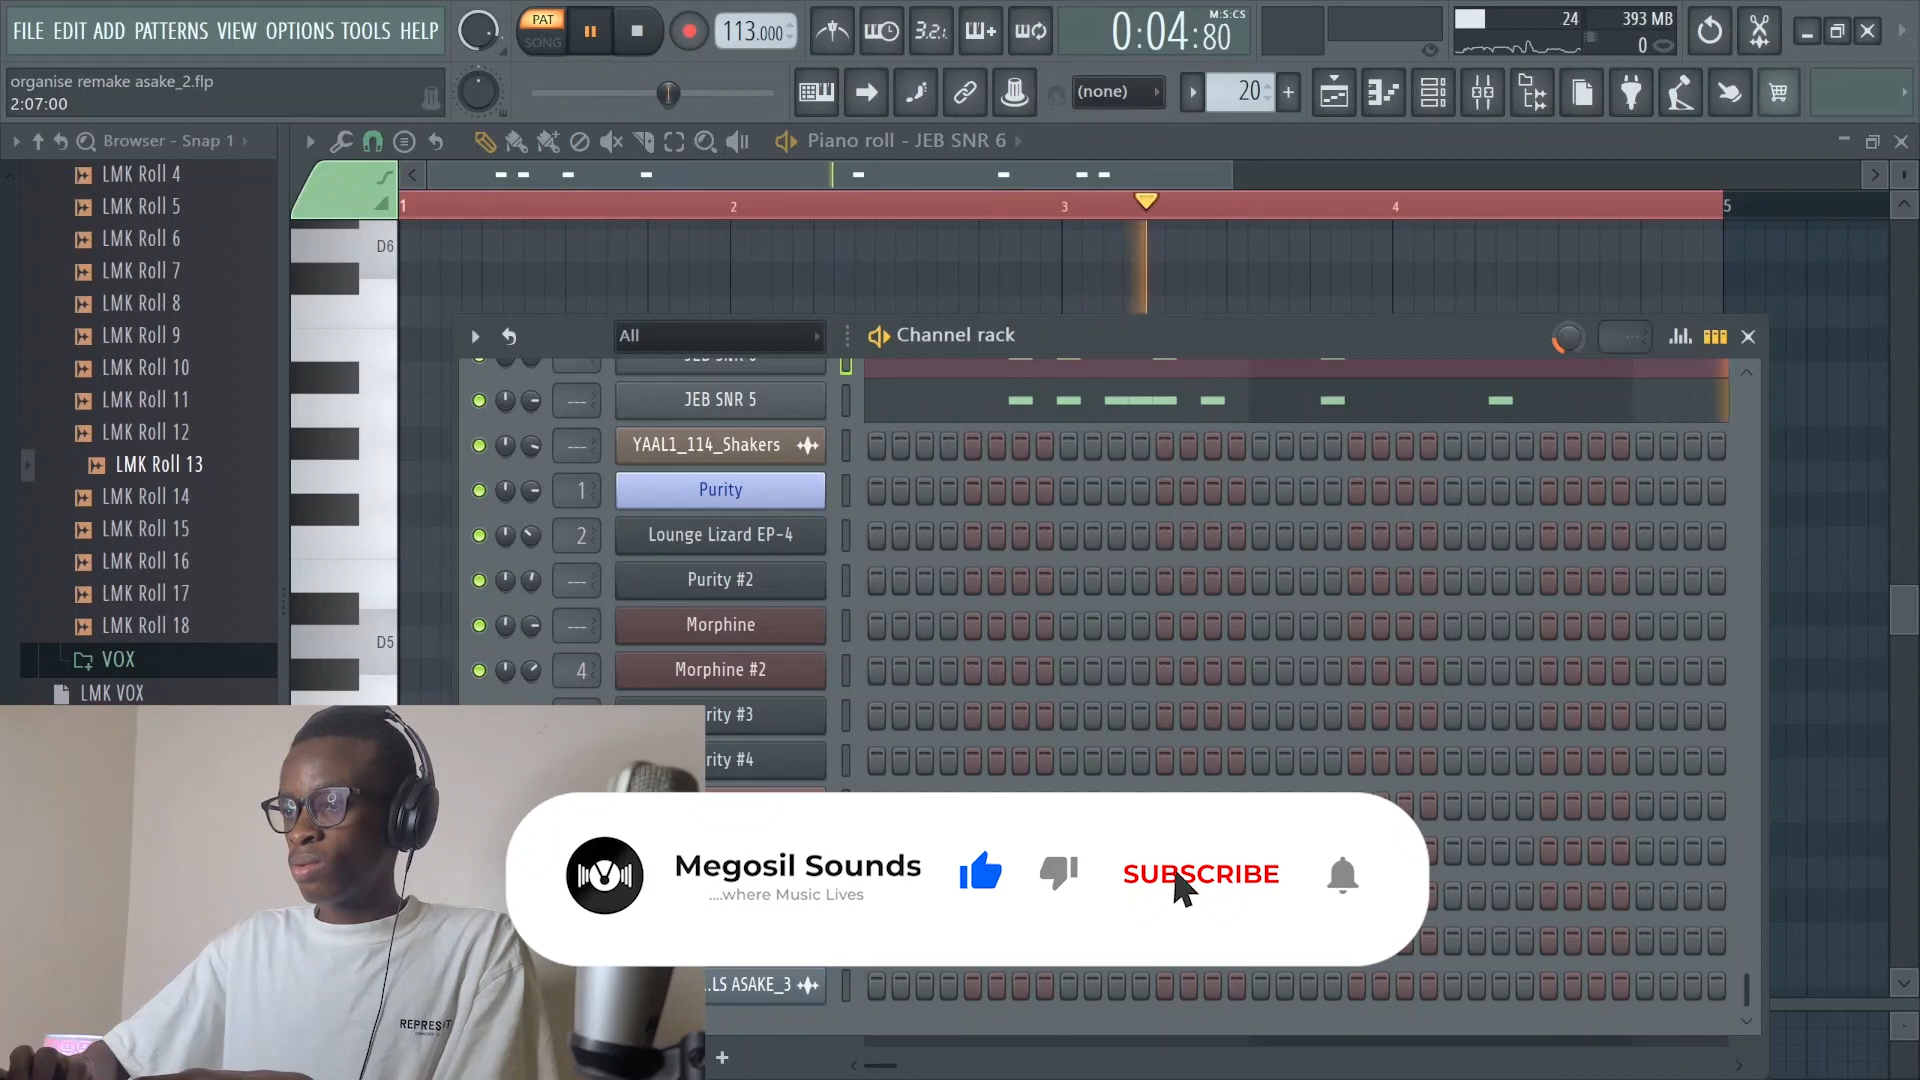 FILE EDIT ADD PATTERNS VIEW OPTIONS TOOLS HELP
PAT
SONG
113.000
3.2.1
0:04:80
M:S:CS
24
393 MB
0
organise remake asake_2.flp
2:07:00
(none)
20
Browser - Snap 1
Piano roll - JEB SNR 6
LMK Roll 4
LMK Roll 5
LMK Roll 6
LMK Roll 7
LMK Roll 8
LMK Roll 9
LMK Roll 10
LMK Roll 11
LMK Roll 12
LMK Roll 13
LMK Roll 14
LMK Roll 15
LMK Roll 16
LMK Roll 17
LMK Roll 18
VOX
LMK VOX
1
2
3
4
5
D6
D5
All
Channel rack
JEB SNR 6
JEB SNR 5
YAAL1_114_Shakers
1
Purity
2
Lounge Lizard EP-4
Purity #2
Morphine
4
Morphine #2
rity #3
rity #4
..LS ASAKE_3
+
Megosil Sounds
....where Music Lives
SUBSCRIBE
REPRESENT